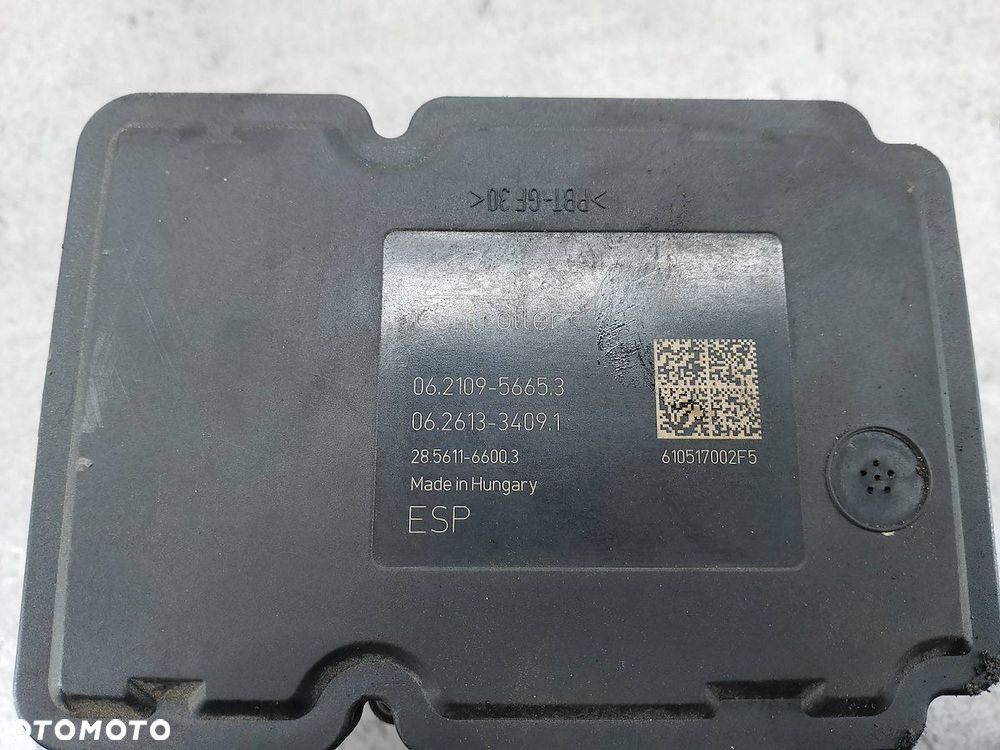 >PBT-GF30<
Controller
06.2109-5665.3
06.2613-3409.1
28.5611-6600.3
610517002F5
Made in Hungary
ESP
OTOMOTO